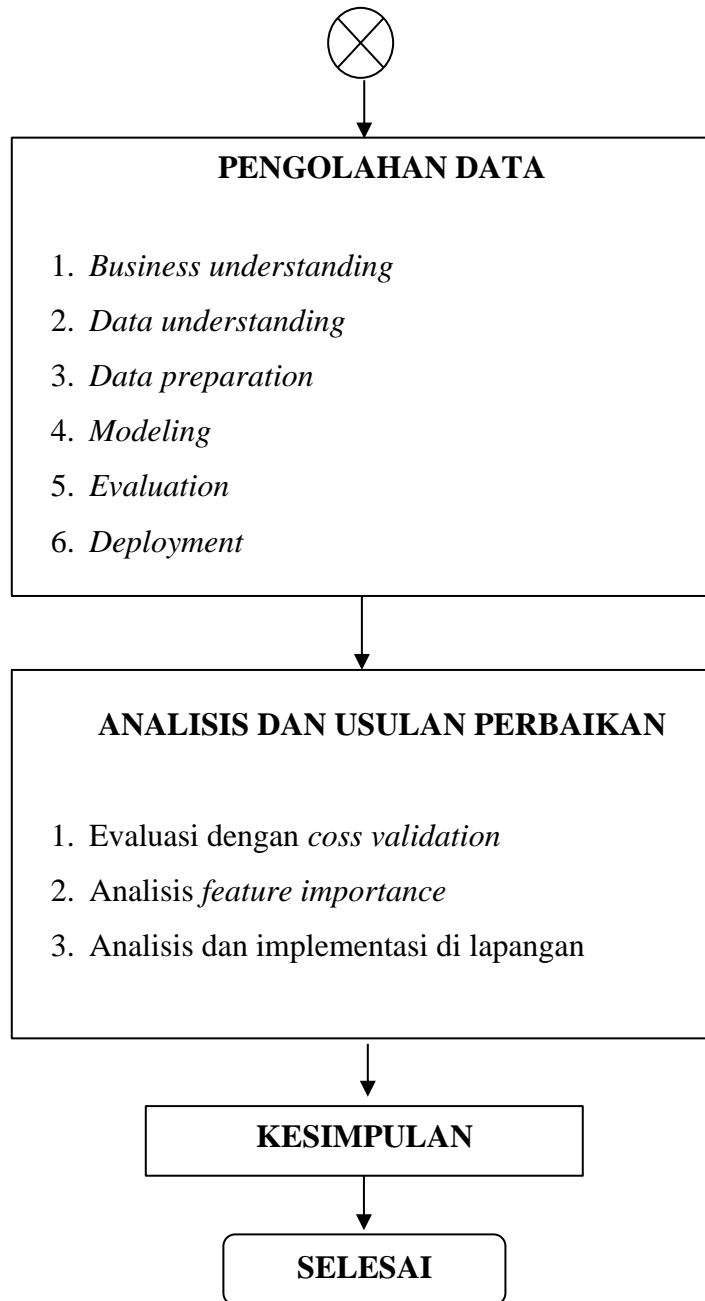 PENGOLAHAN DATA
1. Business understanding
2. Data understanding
3. Data preparation
4. Modeling
5. Evaluation
6. Deployment
ANALISIS DAN USULAN PERBAIKAN
1. Evaluasi dengan coss validation
2. Analisis feature importance
3. Analisis dan implementasi di lapangan
KESIMPULAN
SELESAI